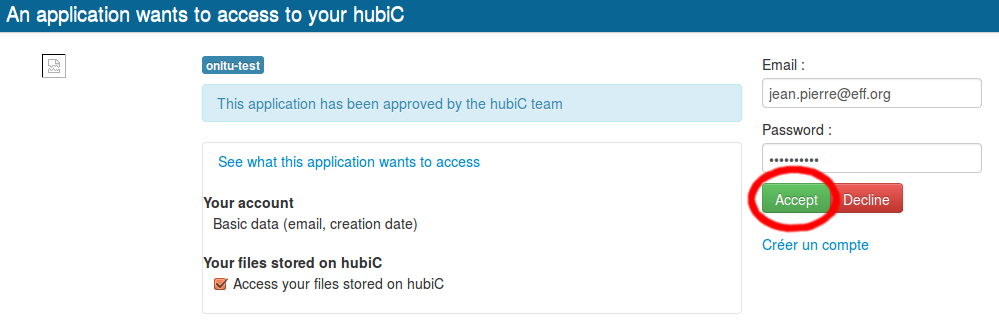 An application wants to access to your hubiC
onitu-test
This application has been approved by the hubiC team
See what this application wants to access
Your account
Basic data (email, creation date)
Your files stored on hubiC
Access your files stored on hubiC
Email :
jean.pierre@eff.org
Password :
••••••••••
Accept Decline
Créer un compte